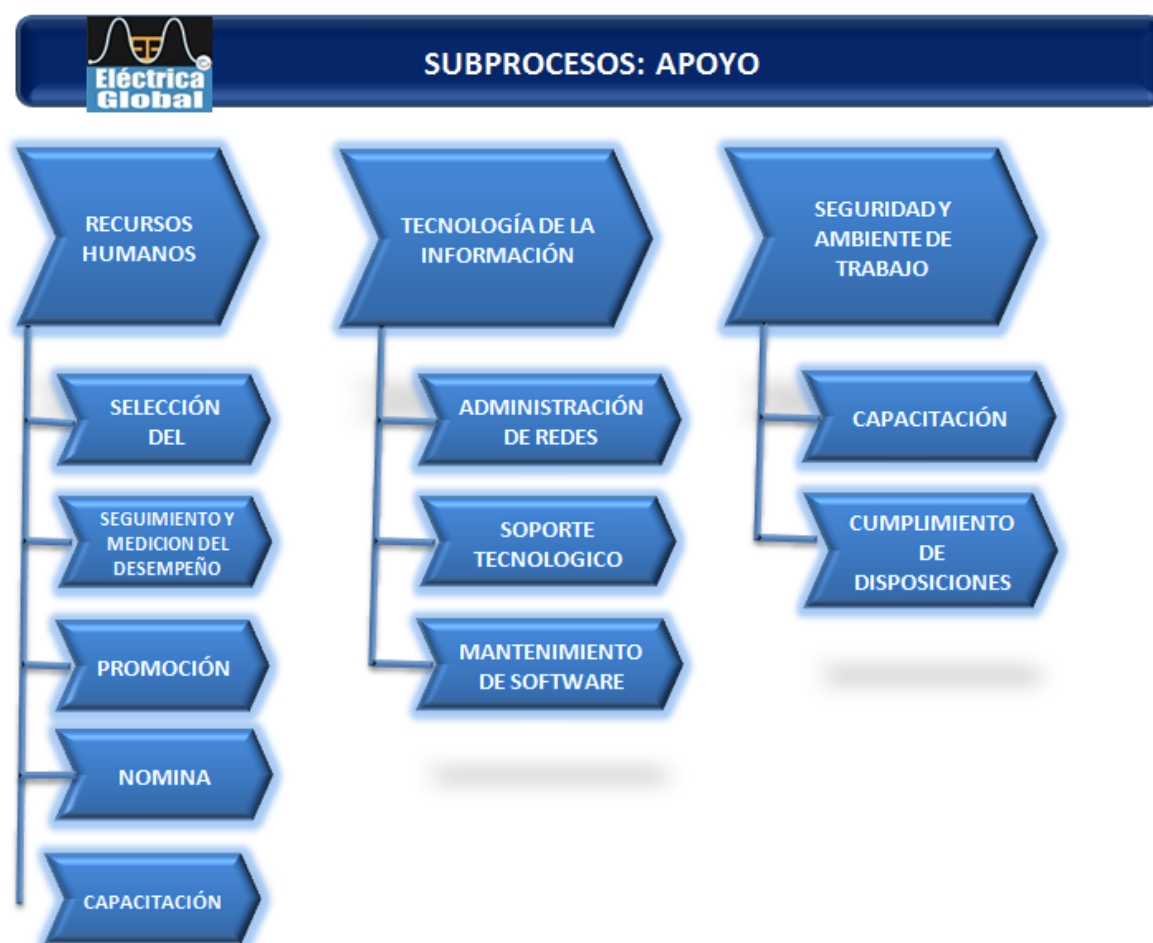 Eléctrica
Global
SUBPROCESOS: APOYO
RECURSOS
HUMANOS
SELECCIÓN
DEL
SEGUIMIENTO Y
MEDICION DEL
DESEMPEÑO
PROMOCIÓN
NOMINA
CAPACITACIÓN
TECNOLOGÍA DE LA
INFORMACIÓN
ADMINISTRACIÓN
DE REDES
SOPORTE
TECNOLOGICO
MANTENIMIENTO
DE SOFTWARE
SEGURIDAD Y
AMBIENTE DE
TRABAJO
CAPACITACIÓN
CUMPLIMIENTO
DE
DISPOSICIONES